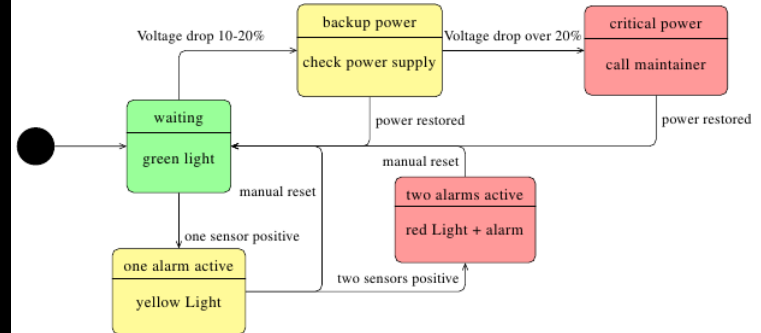 backup power
critical power
Voltage drop 10-20%
Voltage drop over 20%
check power supply
call maintainer
waiting
power restored
power restored
green light
manual reset
manual reset
two alarms active
one sensor positive
red Light + alarm
one alarm active
two sensors positive
yellow Light